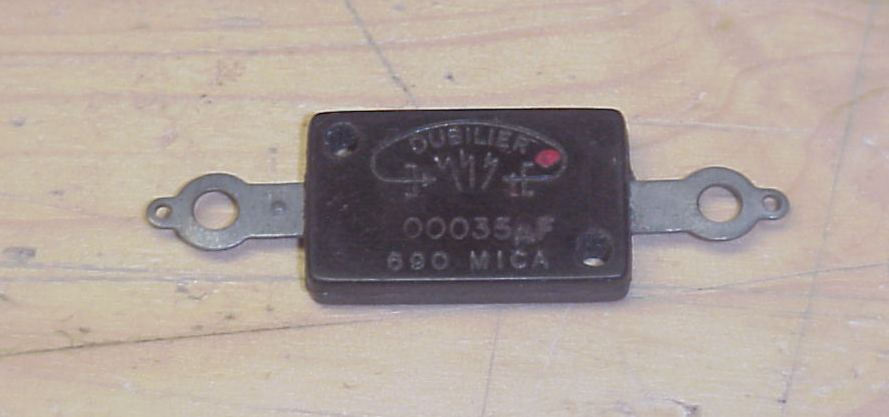 DUBILIER
00035µF
690 MICA